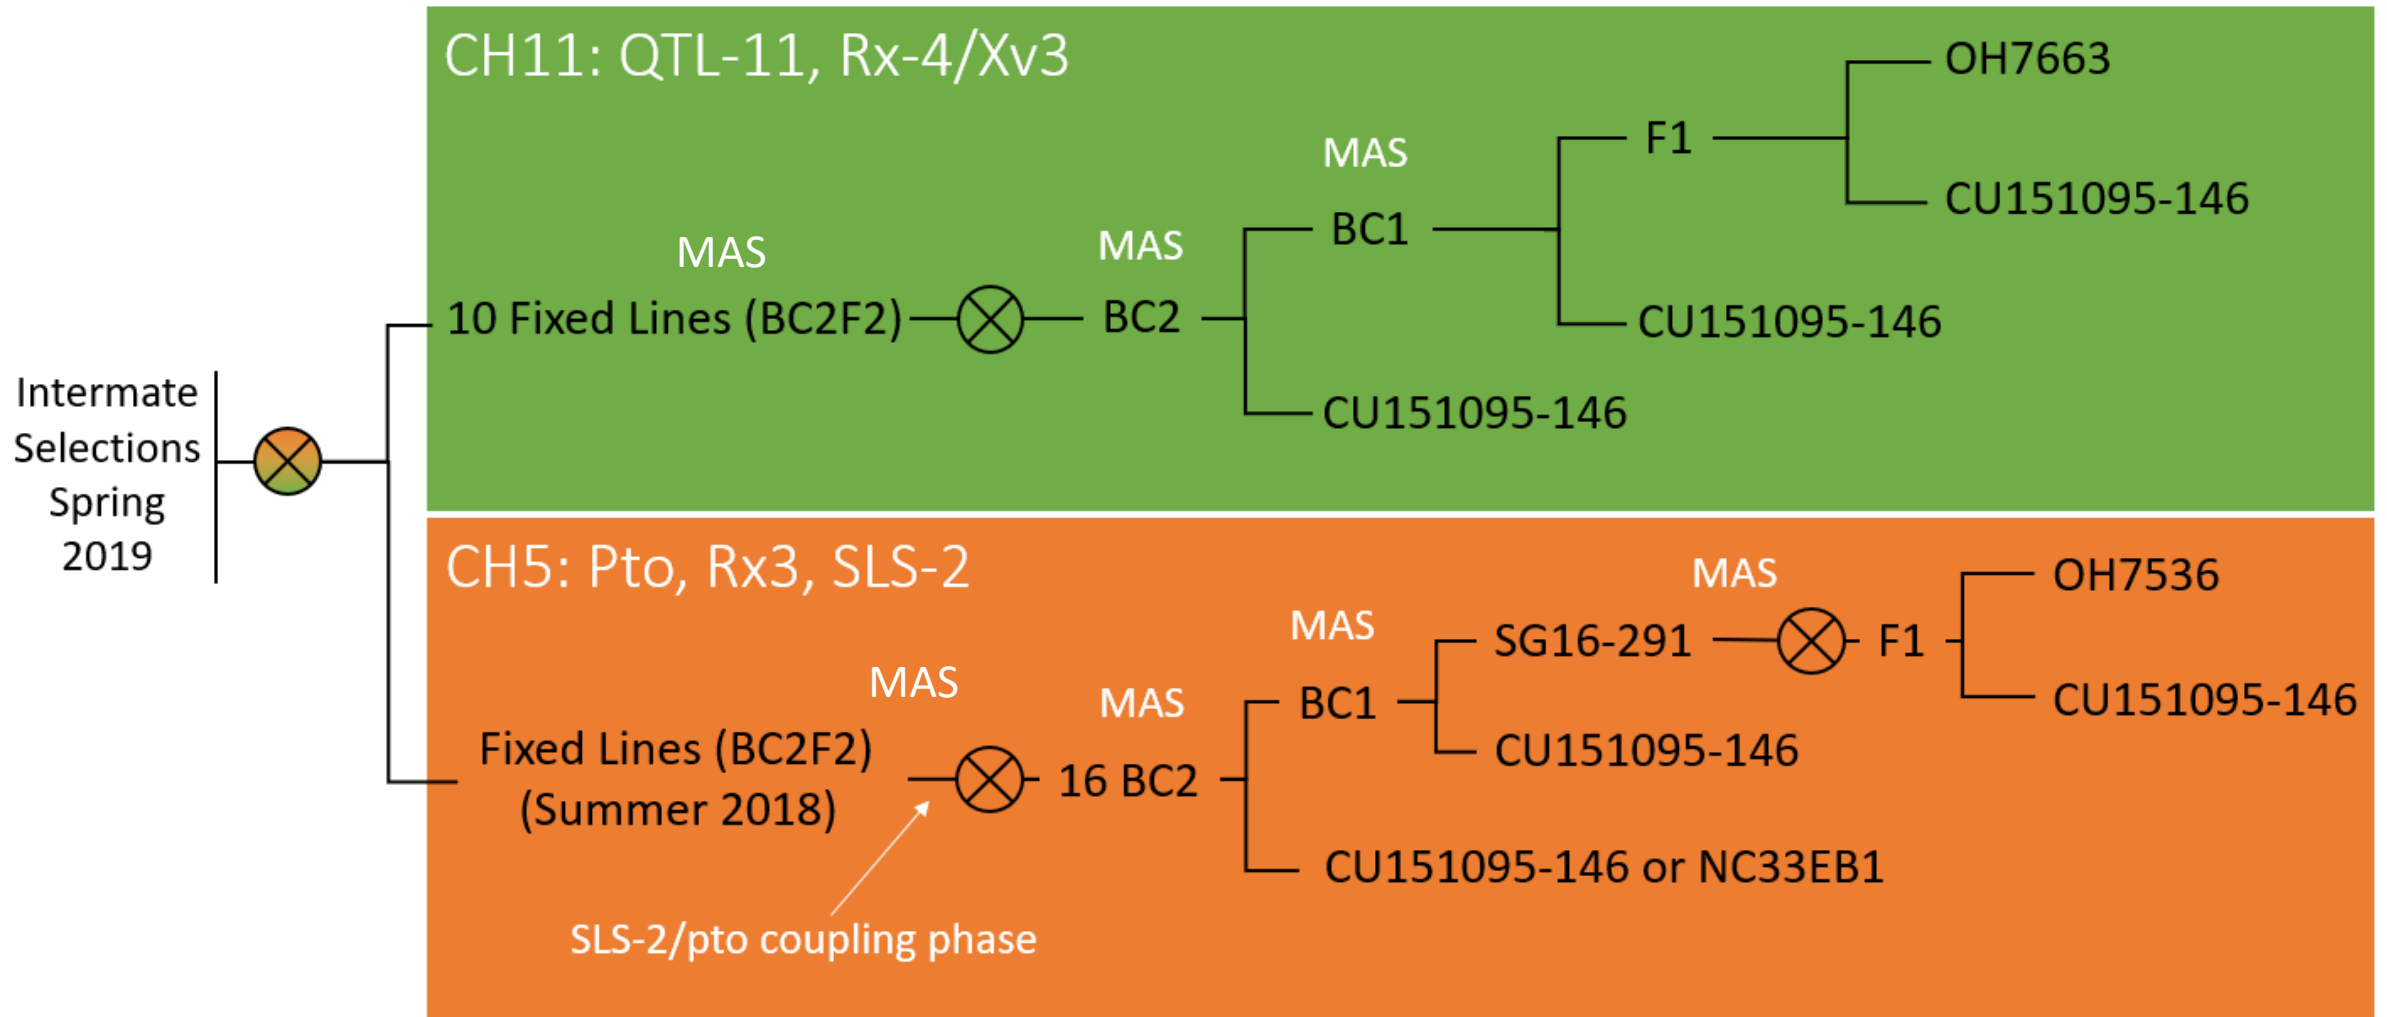 CH11: QTL-11, Rx-4/Xv3
OH7663
F1
MAS
CU151095-146
BC1
MAS
MAS
10 Fixed Lines (BC2F2)
BC2
CU151095-146
CU151095-146
Intermate
Selections
Spring
2019
CH5: Pto, Rx3, SLS-2
MAS
OH7536
MAS
SG16-291
F1
MAS
MAS
BC1
CU151095-146
Fixed Lines (BC2F2)
(Summer 2018)
16 BC2
CU151095-146
CU151095-146 or NC33EB1
SLS-2/pto coupling phase